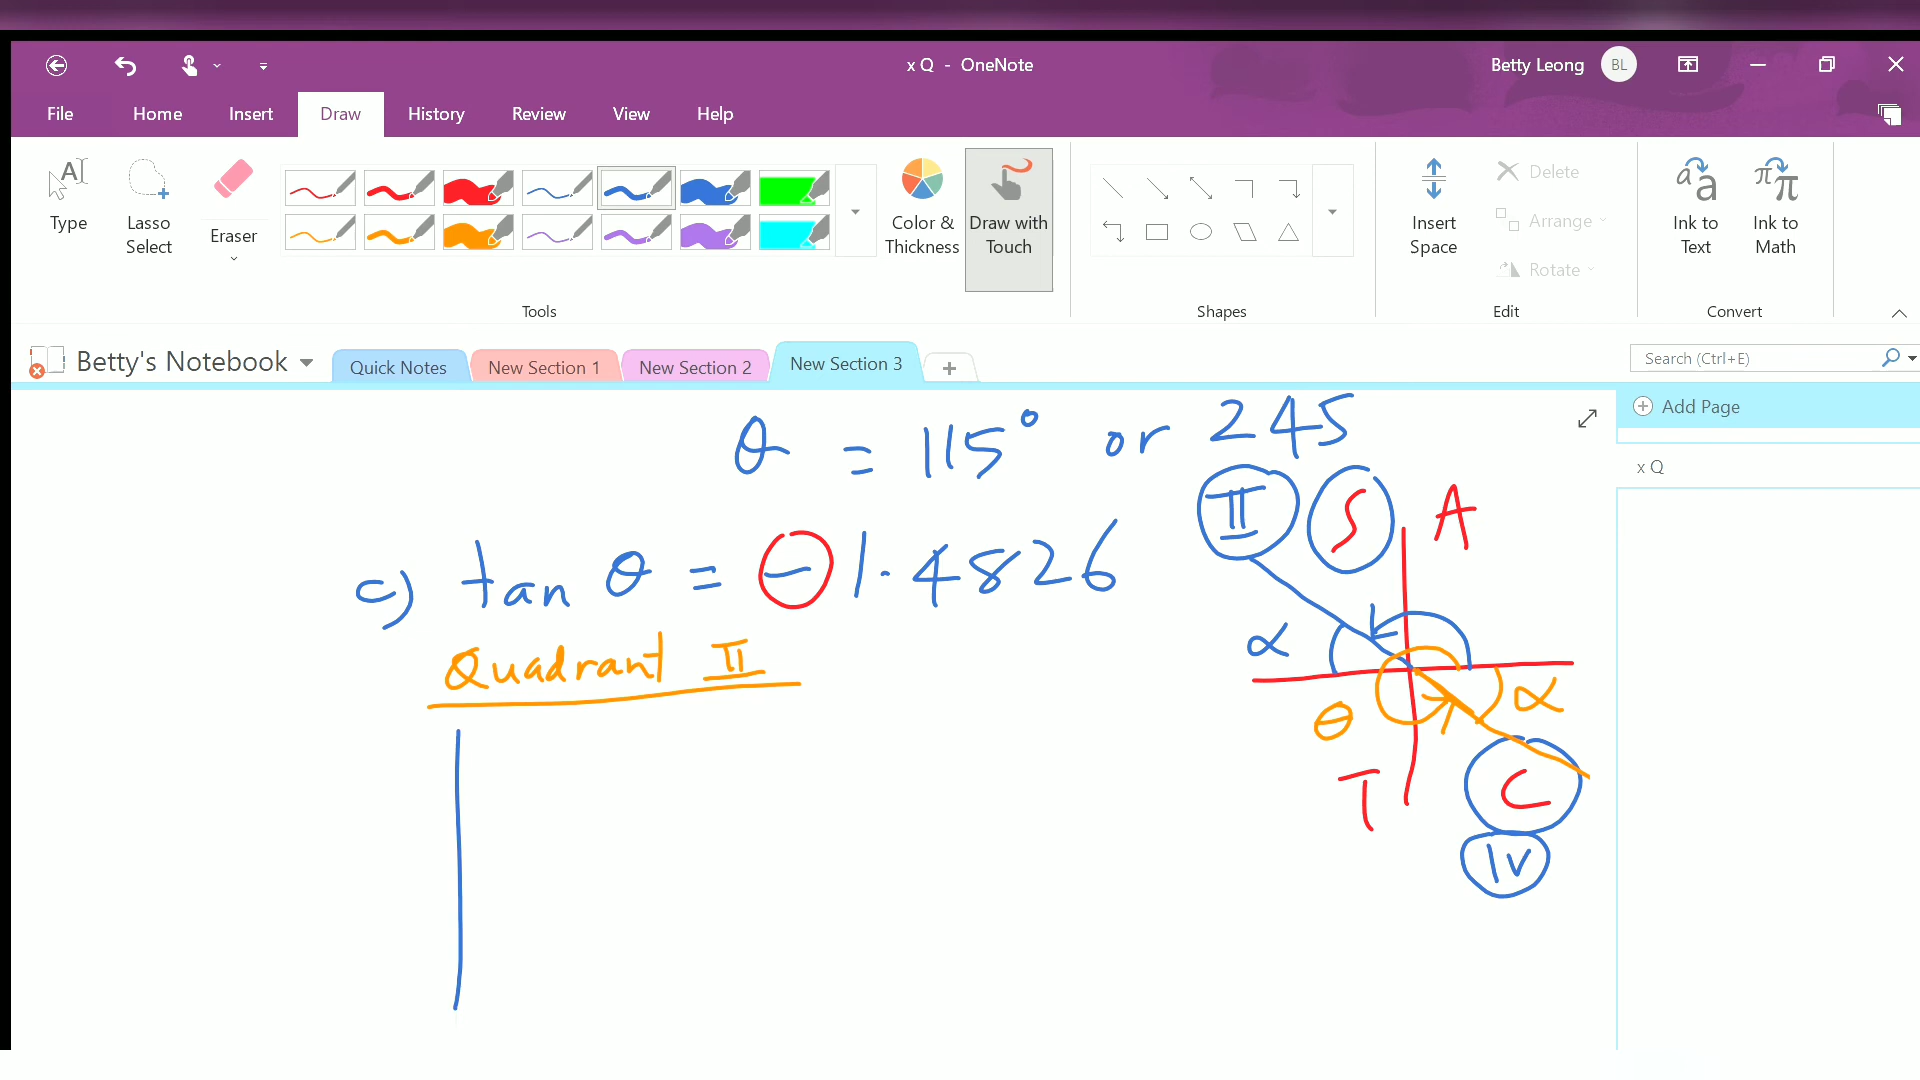 x Q - OneNote
Betty Leong BL
File Home Insert Draw History Review View Help
Type
Lasso Select
Eraser
Color & Thickness
Draw with Touch
Insert Space
Delete
Arrange
Rotate
Ink to Text
Ink to Math
Tools Shapes Edit Convert
Betty's Notebook Quick Notes New Section 1 New Section 2 New Section 3 +
Search (Ctrl+E)
Add Page
x Q
θ = 115° or 245
II S A
c) tan θ = -1.4826
α
Quadrant II
θ α
T C
IV